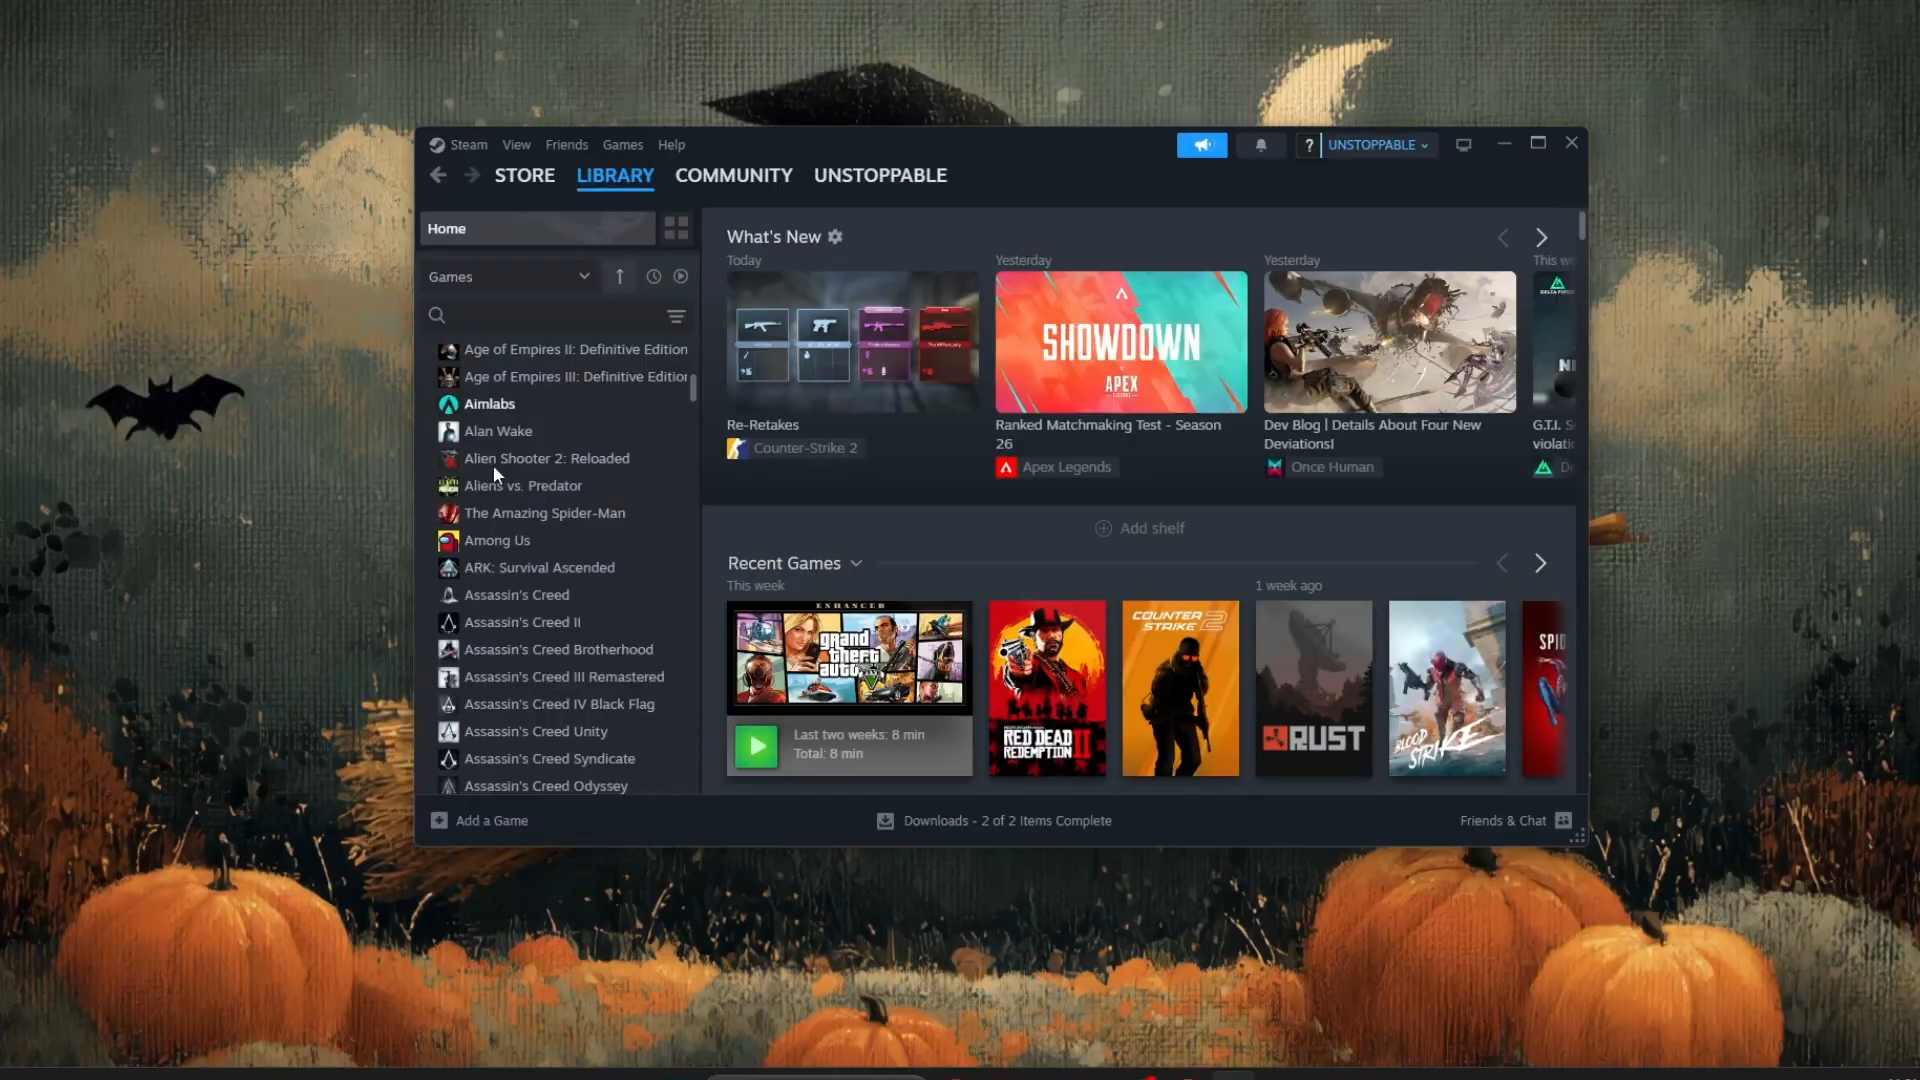 Steam View Friends Games Help
? UNSTOPPABLE
STORE LIBRARY COMMUNITY UNSTOPPABLE
Home
Games
Age of Empires II: Definitive Edition
Age of Empires III: Definitive Edition
Aimlabs
Alan Wake
Alien Shooter 2: Reloaded
Aliens vs. Predator
The Amazing Spider-Man
Among Us
ARK: Survival Ascended
Assassin's Creed
Assassin's Creed II
Assassin's Creed Brotherhood
Assassin's Creed III Remastered
Assassin's Creed IV Black Flag
Assassin's Creed Unity
Assassin's Creed Syndicate
Assassin's Creed Odyssey
What's New
Today
Re-Retakes
Counter-Strike 2
Yesterday
SHOWDOWN
APEX
Ranked Matchmaking Test - Season
26
Apex Legends
Yesterday
Dev Blog | Details About Four New
Deviations!
Once Human
This we
G.T.I. S
violatic
De
Add shelf
Recent Games
This week
ENHANCED
grand
theft
auto
V
Last two weeks: 8 min
Total: 8 min
RED DEAD
REDEMPTION II
COUNTER
STRIKE 2
1 week ago
RUST
BLOOD
STRIKE
SPID
Add a Game
Downloads - 2 of 2 Items Complete
Friends & Chat